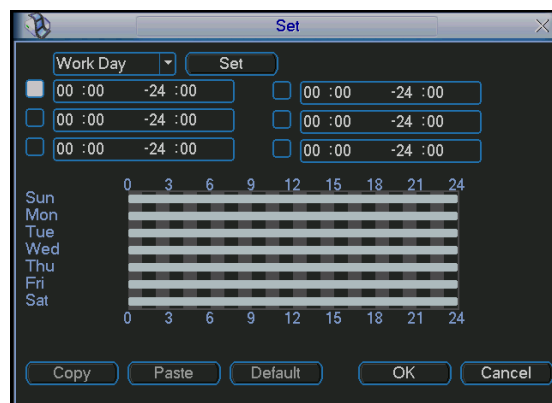 Set
Work Day Set
00 :00 -24 :00 00 :00 -24 :00
00 :00 -24 :00 00 :00 -24 :00
00 :00 -24 :00 00 :00 -24 :00
0 3 6 9 12 15 18 21 24
Sun
Mon
Tue
Wed
Thu
Fri
Sat
0 3 6 9 12 15 18 21 24
Copy Paste Default OK Cancel